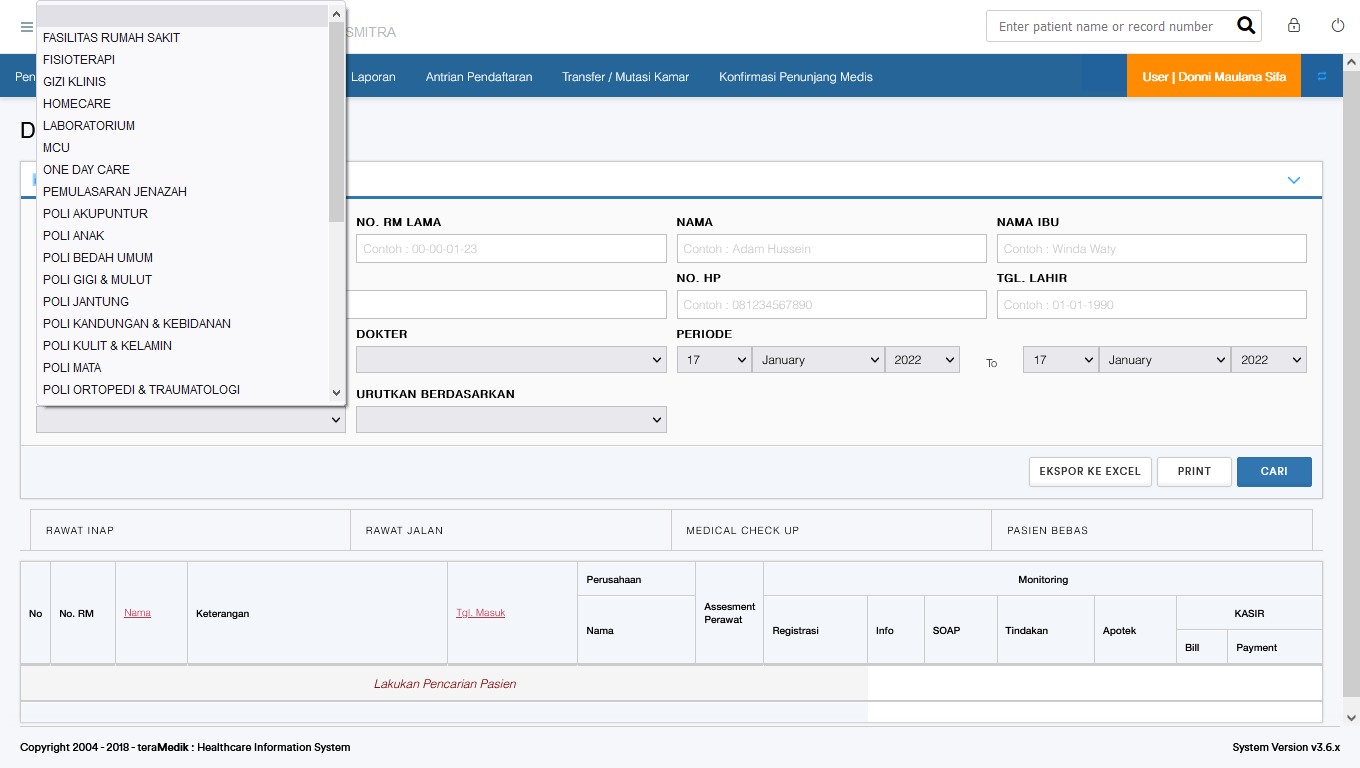 SMITRA
Enter patient name or record number
Laporan
Antrian Pendaftaran
Transfer / Mutasi Kamar
Konfirmasi Penunjang Medis
User | Donni Maulana Sifa
FASILITAS RUMAH SAKIT
FISIOTERAPI
GIZI KLINIS
HOMECARE
LABORATORIUM
MCU
ONE DAY CARE
PEMULASARAN JENAZAH
POLI AKUPUNTUR
POLI ANAK
POLI BEDAH UMUM
POLI GIGI & MULUT
POLI JANTUNG
POLI KANDUNGAN & KEBIDANAN
POLI KULIT & KELAMIN
POLI MATA
POLI ORTOPEDI & TRAUMATOLOGI
NO. RM LAMA
Contoh : 00-00-01-23
NAMA
Contoh : Adam Hussein
NAMA IBU
Contoh : Winda Waty
NO. HP
Contoh : 081234567890
TGL. LAHIR
Contoh : 01-01-1990
DOKTER
PERIODE
17 January 2022 To 17 January 2022
URUTKAN BERDASARKAN
EKSPOR KE EXCEL
PRINT
CARI
RAWAT INAP
RAWAT JALAN
MEDICAL CHECK UP
PASIEN BEBAS
No
No. RM
Nama
Keterangan
Tgl. Masuk
Perusahaan
Nama
Assesment
Perawat
Monitoring
Registrasi
Info
SOAP
Tindakan
Apotek
KASIR
Bill
Payment
Lakukan Pencarian Pasien
Copyright 2004 - 2018 - teraMedik : Healthcare Information System
System Version v3.6.x